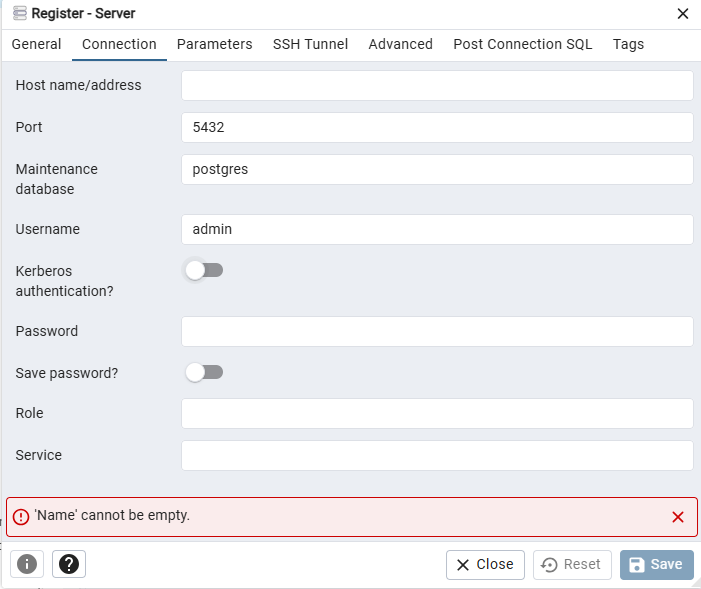 Register - Server
General Connection Parameters SSH Tunnel Advanced Post Connection SQL Tags
Host name/address
Port 5432
Maintenance database postgres
Username admin
Kerberos authentication?
Password
Save password?
Role
Service
'Name' cannot be empty.
Close Reset Save